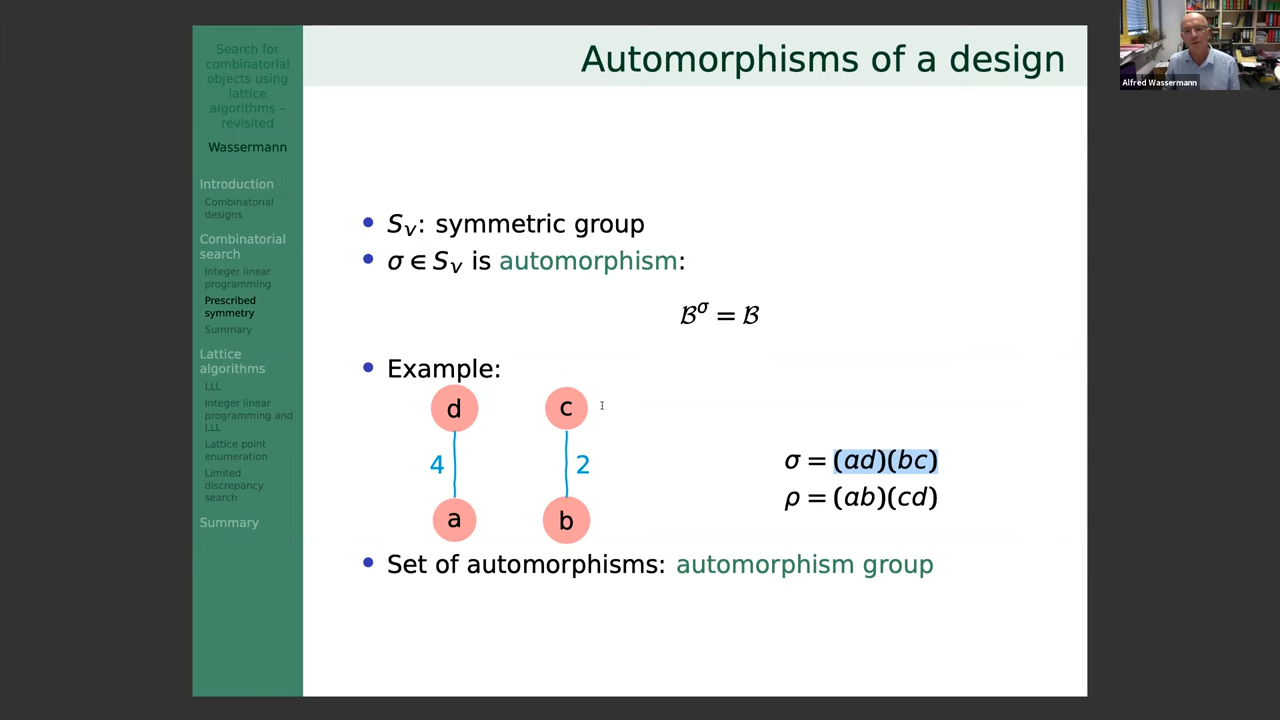 Search for
combinatorial
objects using
lattice
algorithms –
revisited
Wassermann
Introduction
Combinatorial
designs
Combinatorial
search
Integer linear
programming
Prescribed
symmetry
Summary
Lattice
algorithms
LLL
Integer linear
programming and
LLL
Lattice point
enumeration
Limited
discrepancy
search
Summary
Automorphisms of a design
• Sᵥ: symmetric group
• σ ∈ Sᵥ is automorphism:
ℬ^σ = ℬ
• Example:
d c
4 2
a b
σ = (ad)(bc)
ρ = (ab)(cd)
• Set of automorphisms: automorphism group
Alfred Wassermann